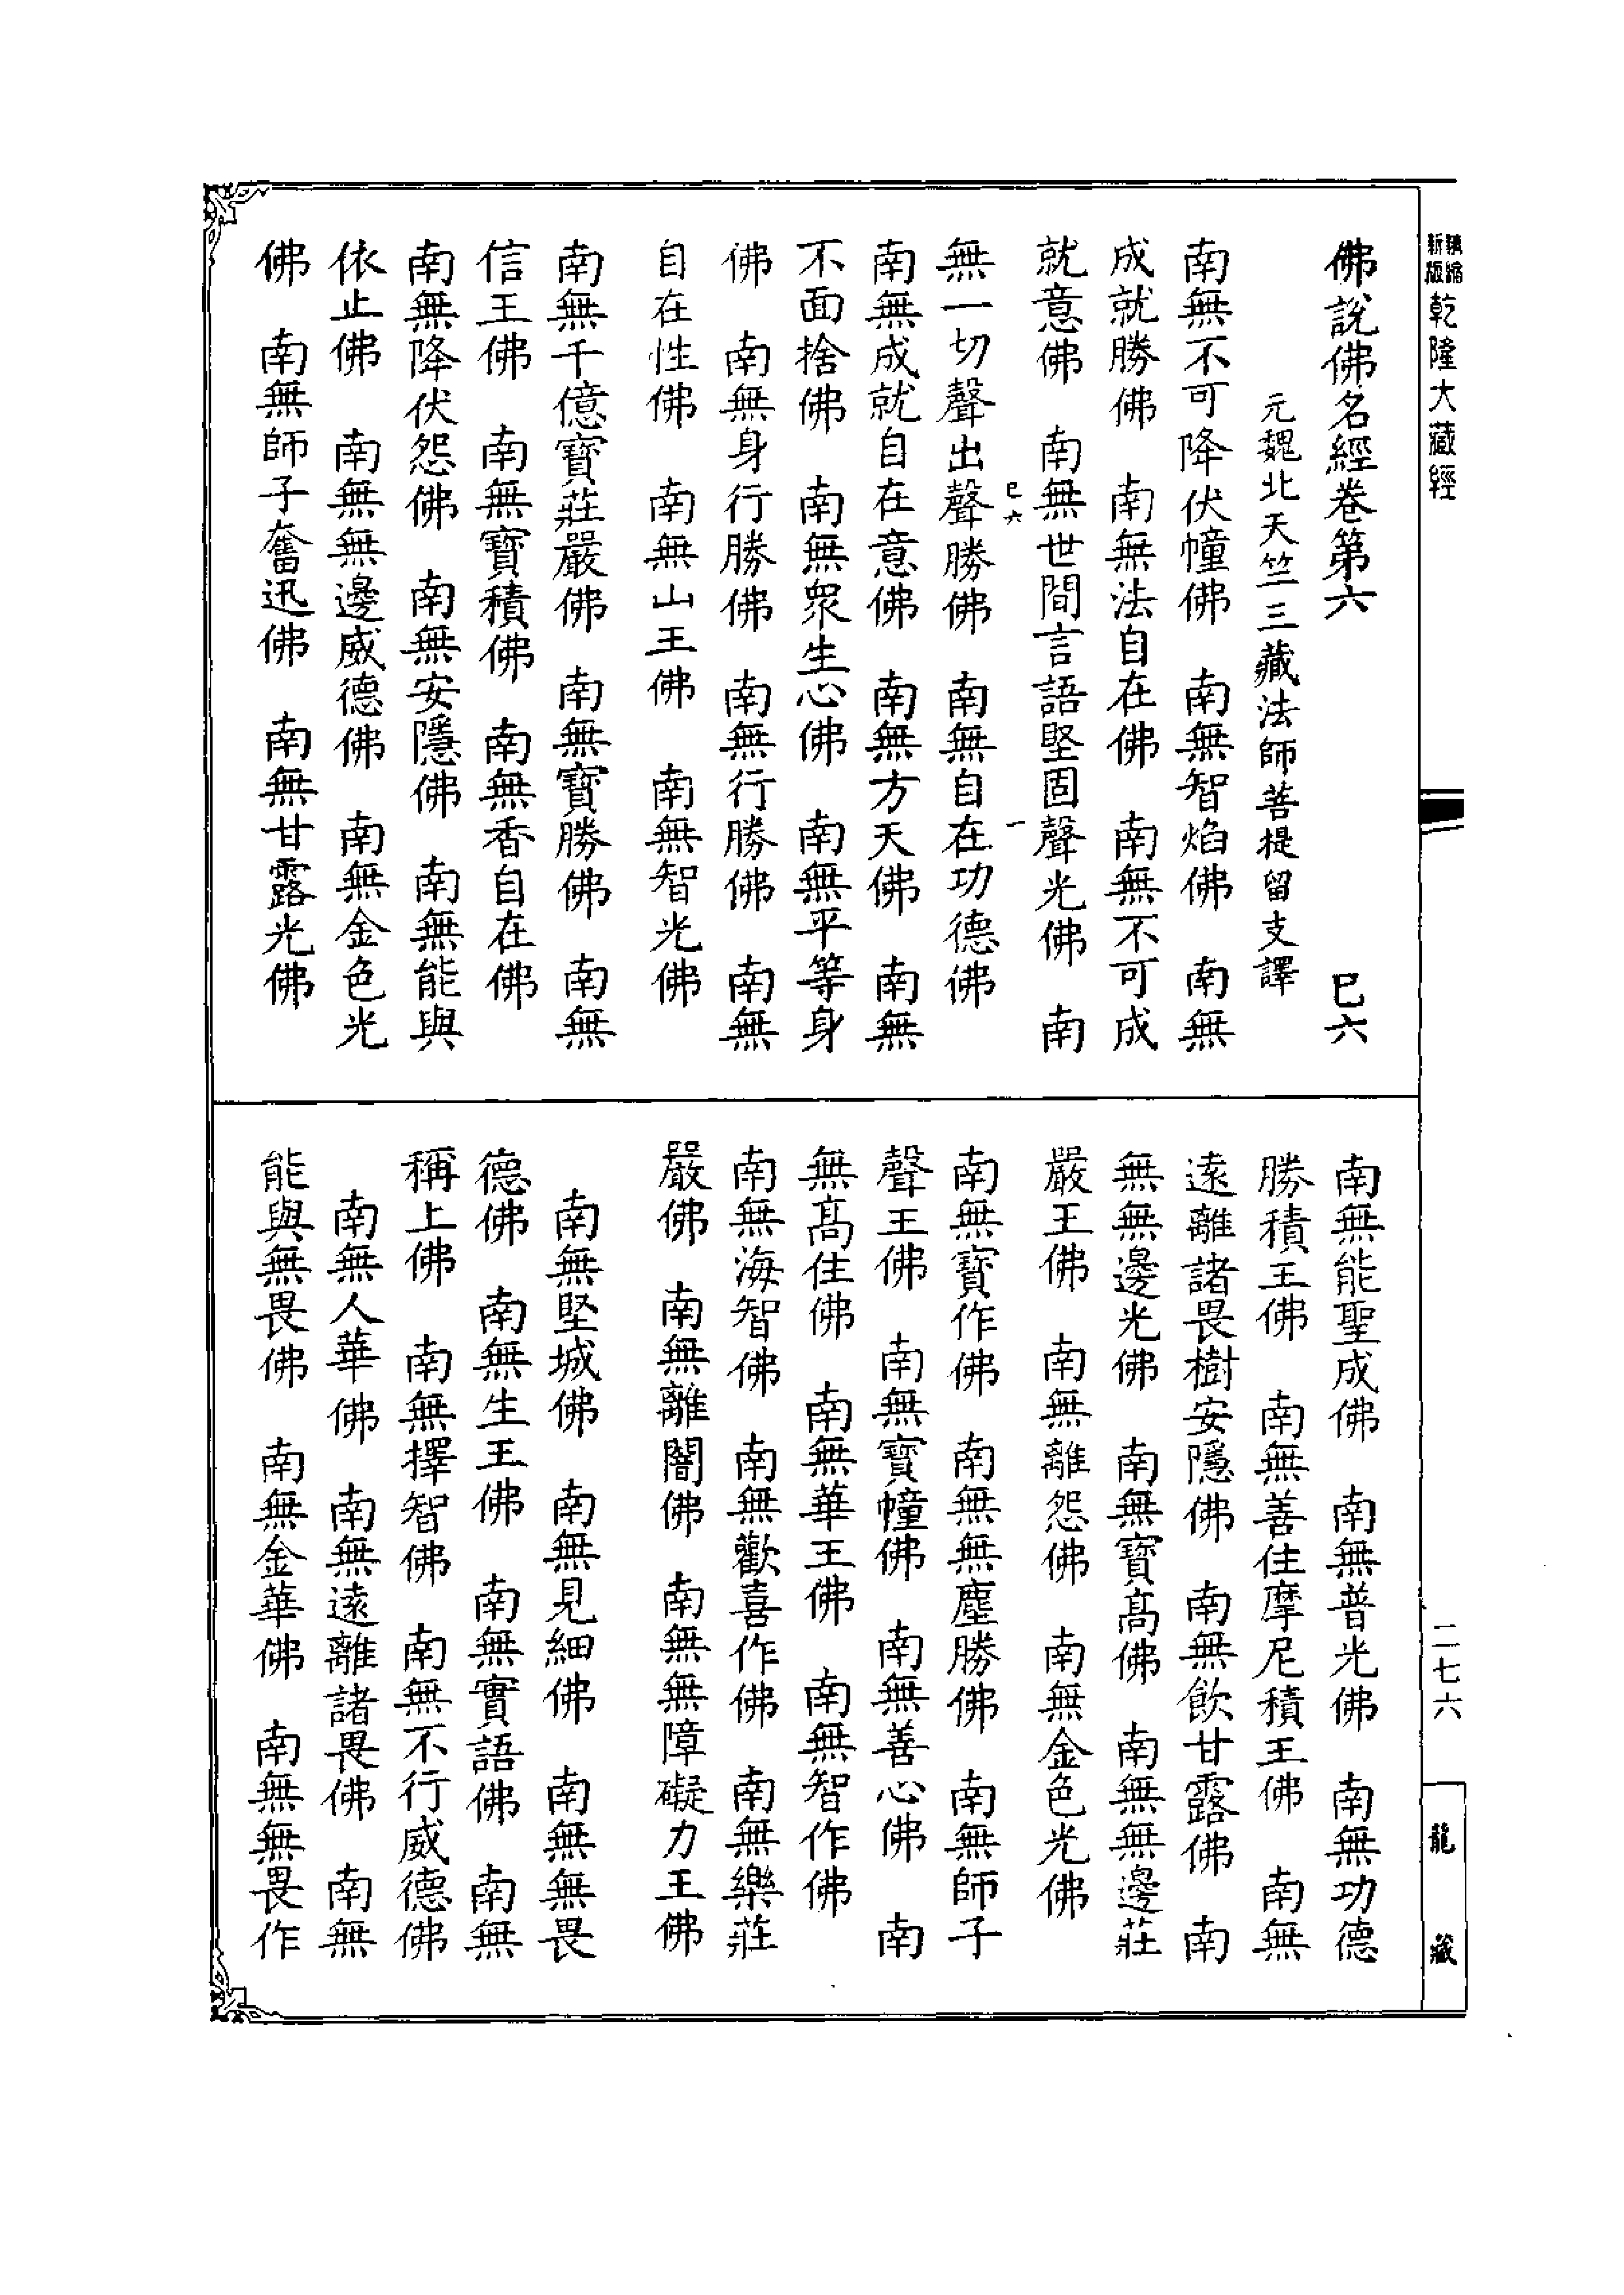 新縮
版 乾隆大藏經
佛說佛名經卷第六　　巳六
元魏北天竺三藏法師菩提留支譯
南無不可降伏幢佛　南無智焰佛　南無
成就勝佛　南無法自在佛　南無不可成
就意佛　南無世間言語堅固聲光佛　南
巳六　一
無一切聲出聲勝佛　南無自在功德佛
南無成就自在意佛　南無方天佛　南無
不面捨佛　南無眾生心佛　南無平等身
佛　南無身行勝佛　南無行勝佛　南無
自在性佛　南無山王佛　南無智光佛
南無千億寶莊嚴佛　南無寶勝佛　南無
信王佛　南無寶積佛　南無香自在佛
南無降伏怨佛　南無安隱佛　南無能與
依止佛　南無無邊威德佛　南無金色光
佛　南無師子奮迅佛　南無甘露光佛
南無能聖成佛　南無普光佛　南無功德
勝積王佛　南無善住摩尼積王佛　南無
遠離諸畏樹安隱佛　南無飲甘露佛　南
無無邊光佛　南無寶髙佛　南無無邊莊
嚴王佛　南無離怨佛　南無金色光佛
南無寶作佛　南無無塵勝佛　南無師子
聲王佛　南無寶幢佛　南無善心佛　南
無髙住佛　南無華王佛　南無智作佛
南無海智佛　南無歡喜作佛　南無樂莊
嚴佛　南無離闇佛　南無無障礙力王佛
南無堅城佛　南無見細佛　南無無畏
德佛　南無生王佛　南無實語佛　南無
稱上佛　南無擇智佛　南無不行威德佛
南無人華佛　南無遠離諸畏佛　南無
能與無畏佛　南無金華佛　南無無畏作
二七六
龍藏